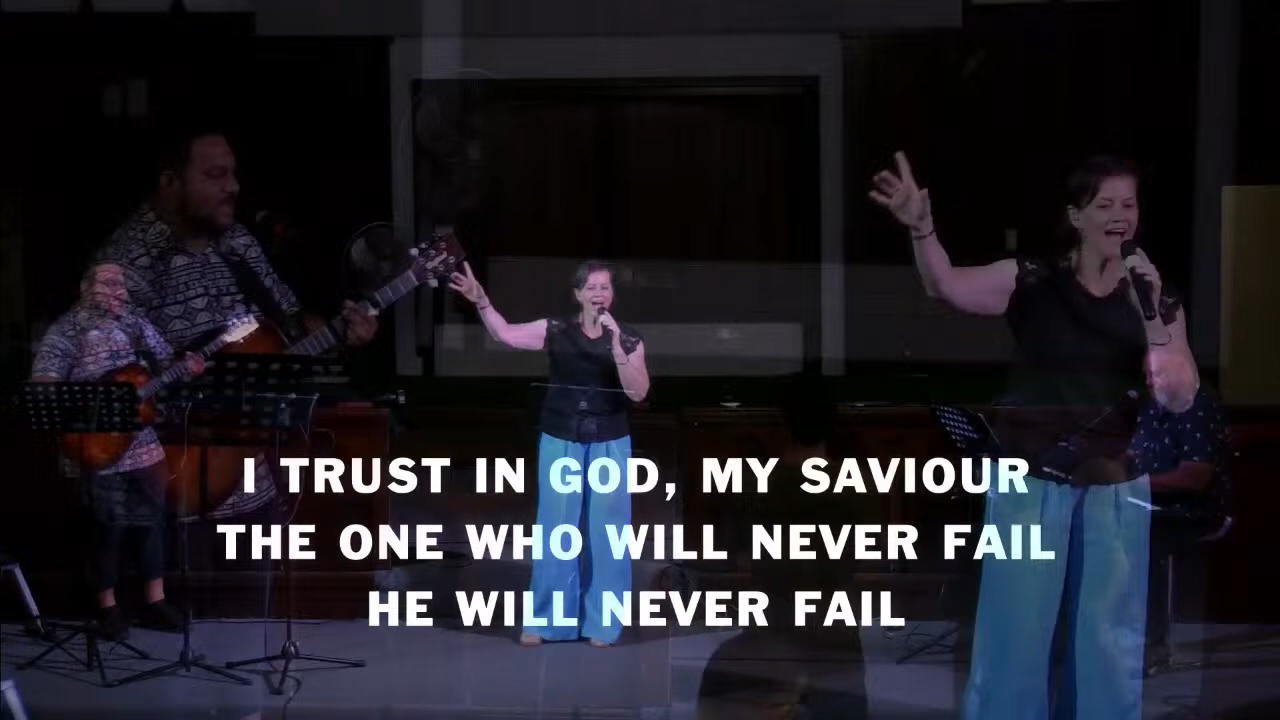 I TRUST IN GOD, MY SAVIOUR
THE ONE WHO WILL NEVER FAIL
HE WILL NEVER FAIL